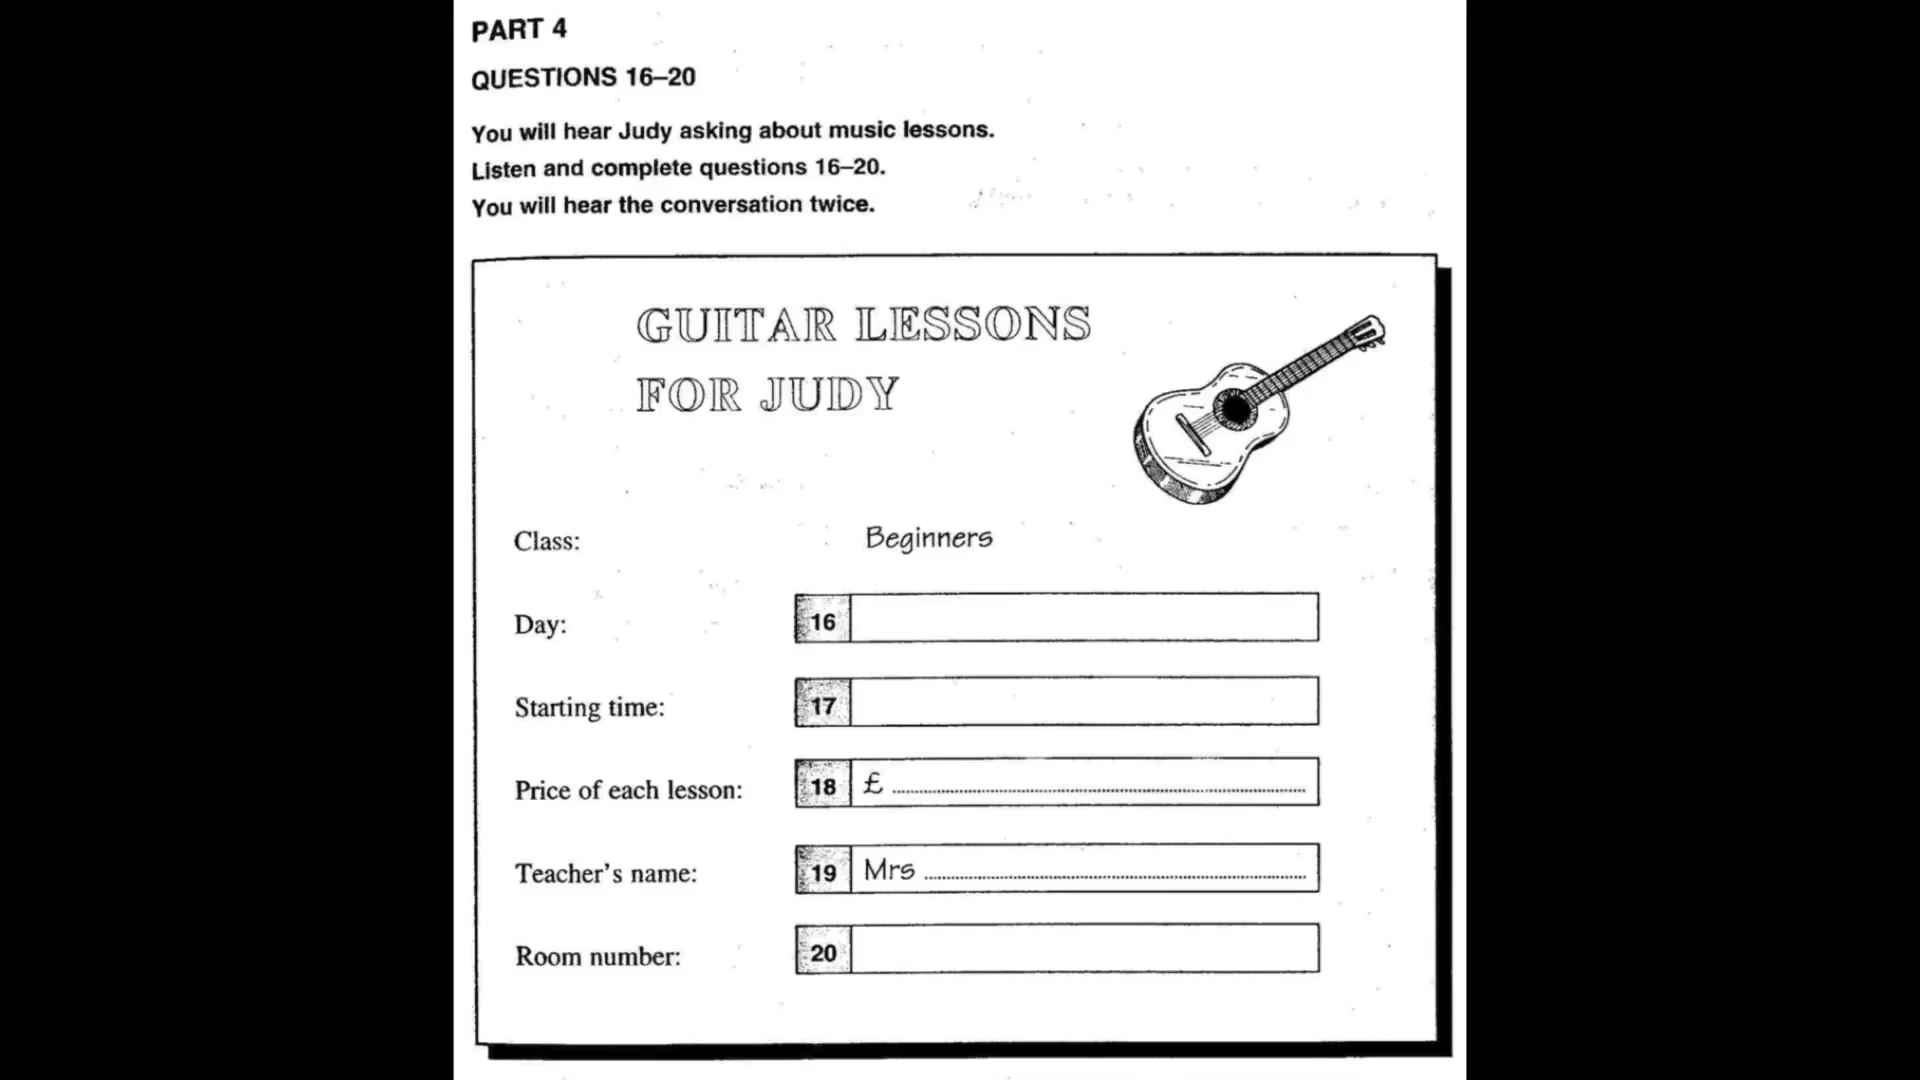 PART 4
QUESTIONS 16–20
You will hear Judy asking about music lessons.
Listen and complete questions 16–20.
You will hear the conversation twice.
GUITAR LESSONS
FOR JUDY
Class: Beginners
Day: 16
Starting time: 17
Price of each lesson: 18 £
Teacher's name: 19 Mrs
Room number: 20